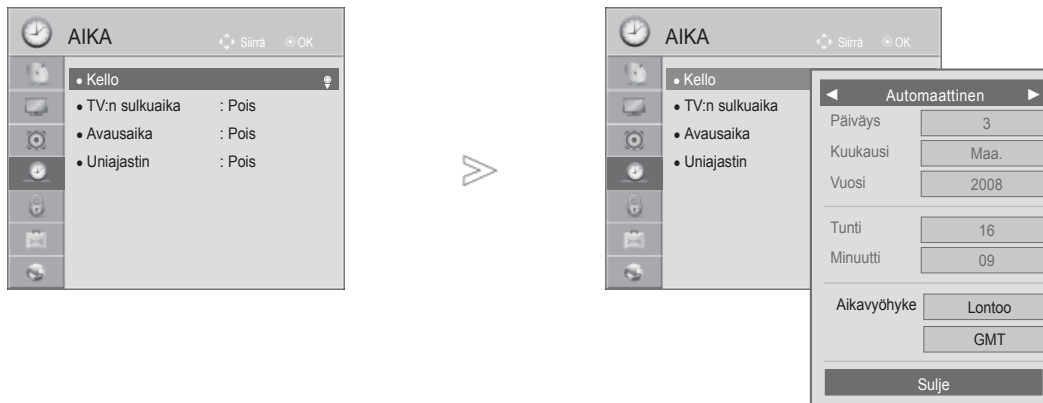 AIKA Siirrä OK
• Kello
• TV:n sulkuaika : Pois
• Avausaika : Pois
• Uniajastin : Pois
AIKA Siirrä OK
• Kello
• TV:n sulkuaika
• Avausaika
• Uniajastin
◄ Automaattinen ►
Päiväys 3
Kuukausi Maa.
Vuosi 2008
Tunti 16
Minuutti 09
Aikavyöhyke Lontoo
GMT
Sulje